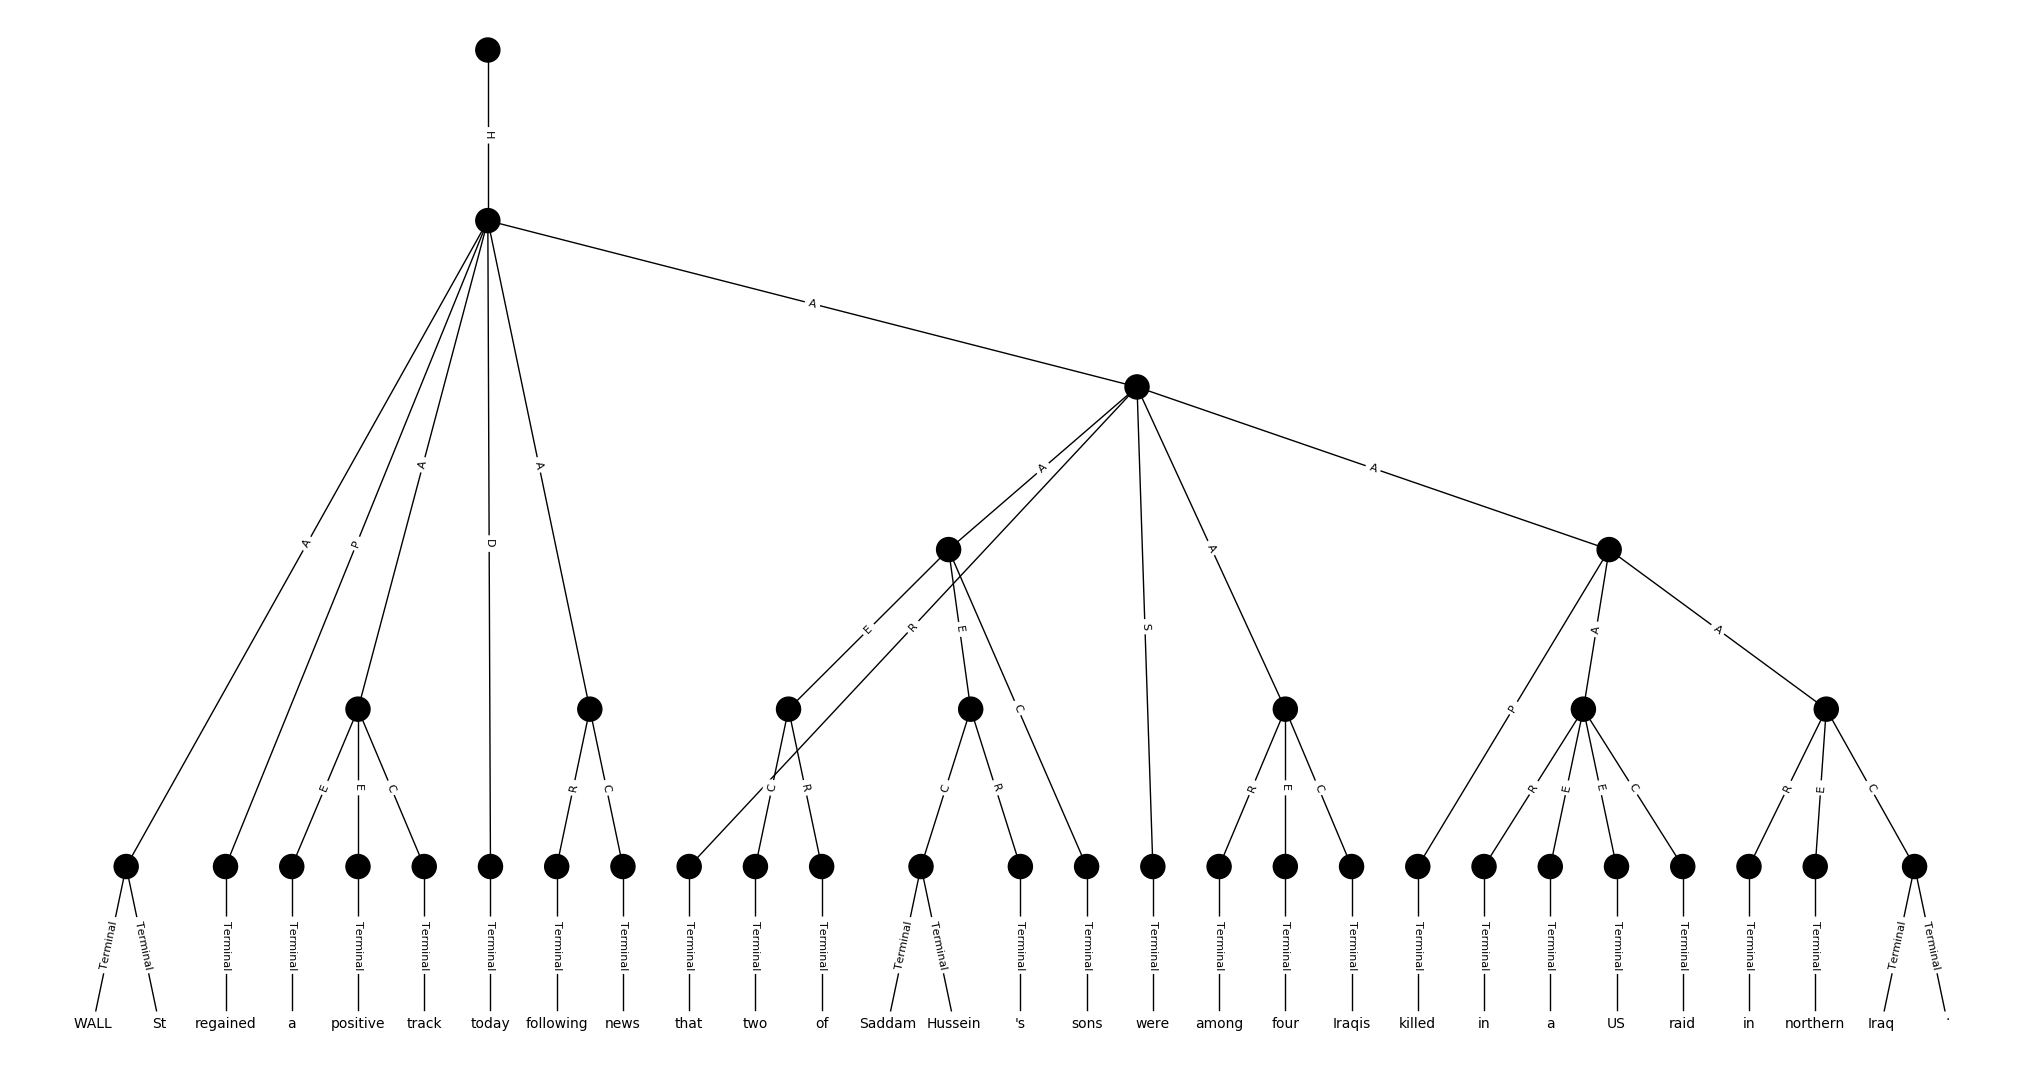 H
A
A
A
A
P
A
D
A
A
A
E
R
E
C
S
A
P
A
A
E
E
C
R
C
C
R
C
R
R
E
C
R
E
E
C
R
E
C
Terminal Terminal Terminal Terminal Terminal Terminal Terminal Terminal Terminal Terminal Terminal Terminal Terminal Terminal Terminal Terminal Terminal Terminal Terminal Terminal Terminal Terminal Terminal Terminal Terminal Terminal Terminal Terminal Terminal
WALL St regained a positive track today following news that two of Saddam Hussein 's sons were among four Iraqis killed in a US raid in northern Iraq .